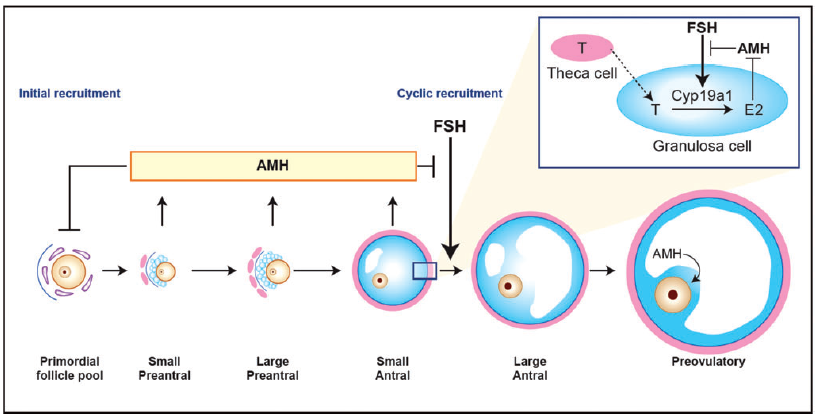 Initial recruitment
Cyclic recruitment
FSH
AMH
FSH
AMH
T
Theca cell
Cyp19a1
T
E2
Granulosa cell
AMH
Primordial
follicle pool
Small
Preantral
Large
Preantral
Small
Antral
Large
Antral
Preovulatory